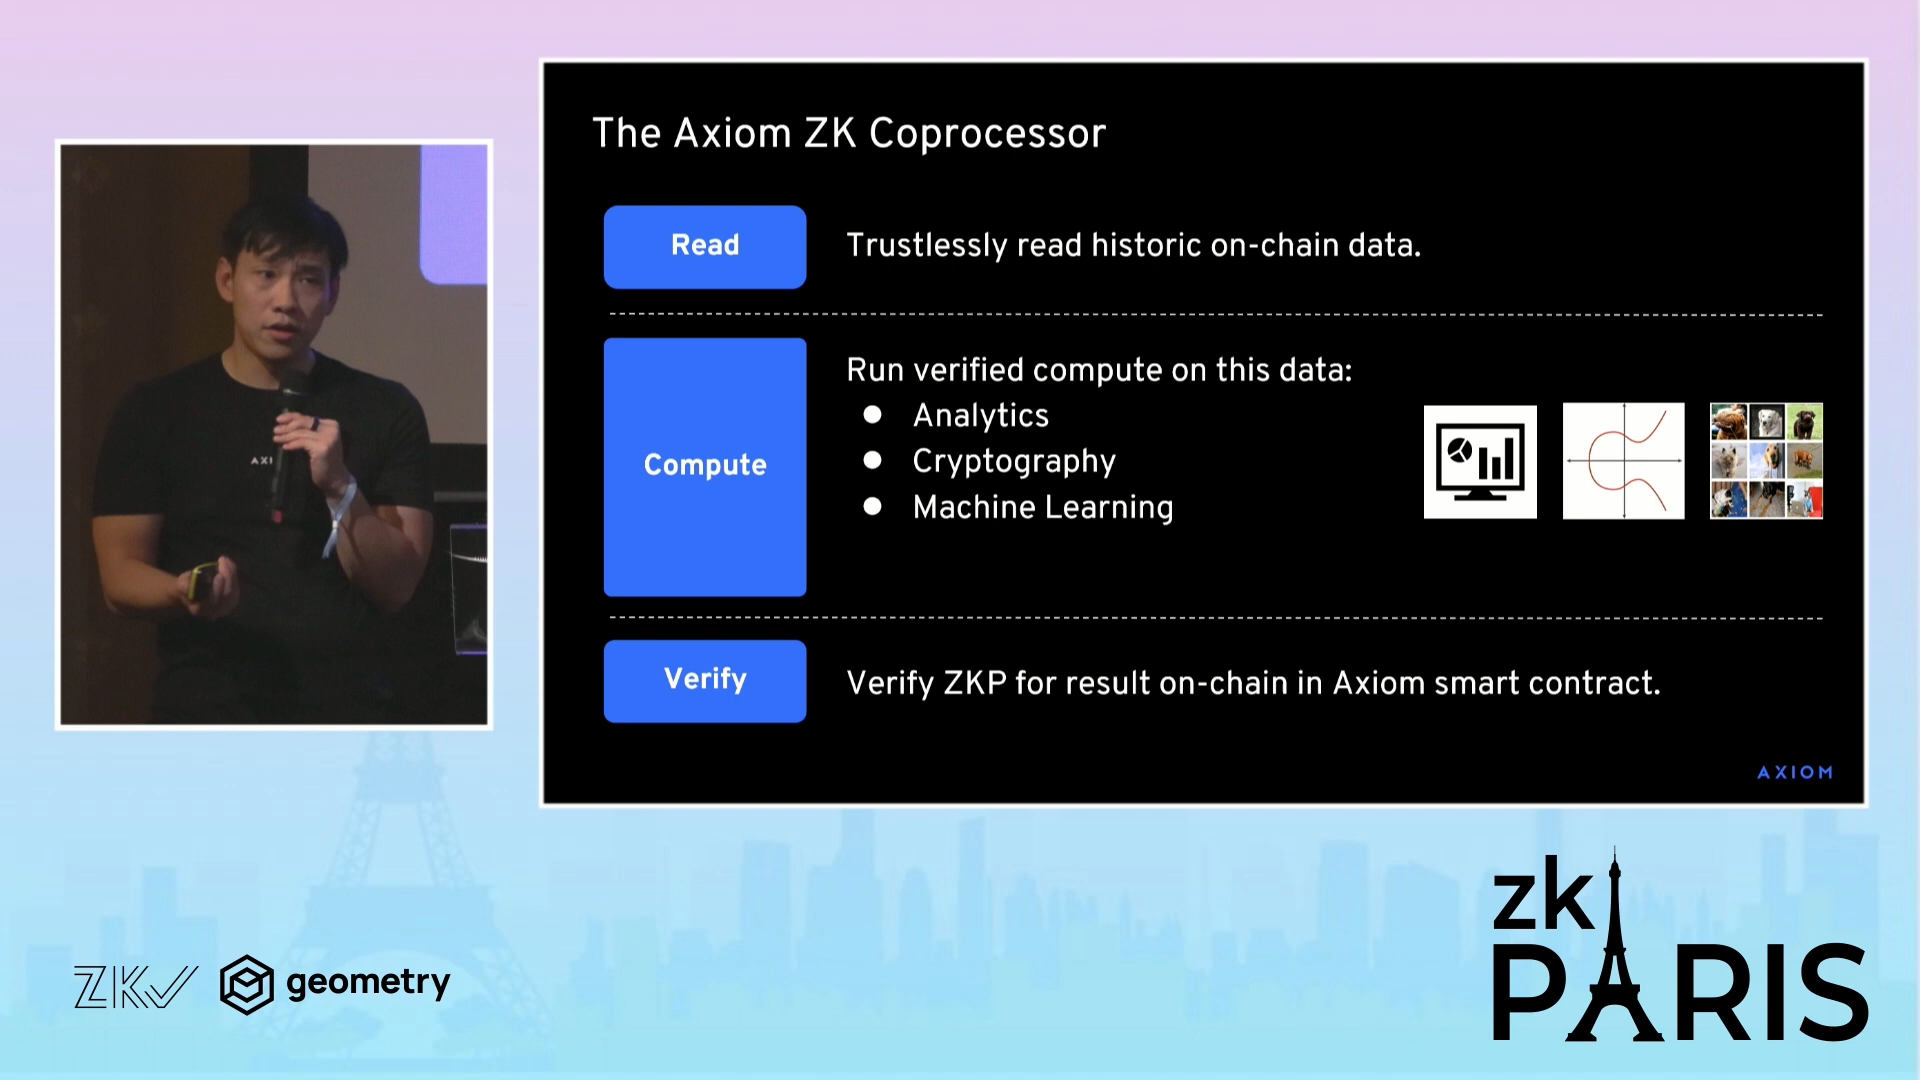 The Axiom ZK Coprocessor
Read
Trustlessly read historic on-chain data.
Compute
Run verified compute on this data:
● Analytics
● Cryptography
● Machine Learning
Verify
Verify ZKP for result on-chain in Axiom smart contract.
AXIOM
AXI
ZKV
geometry
zk
PARIS